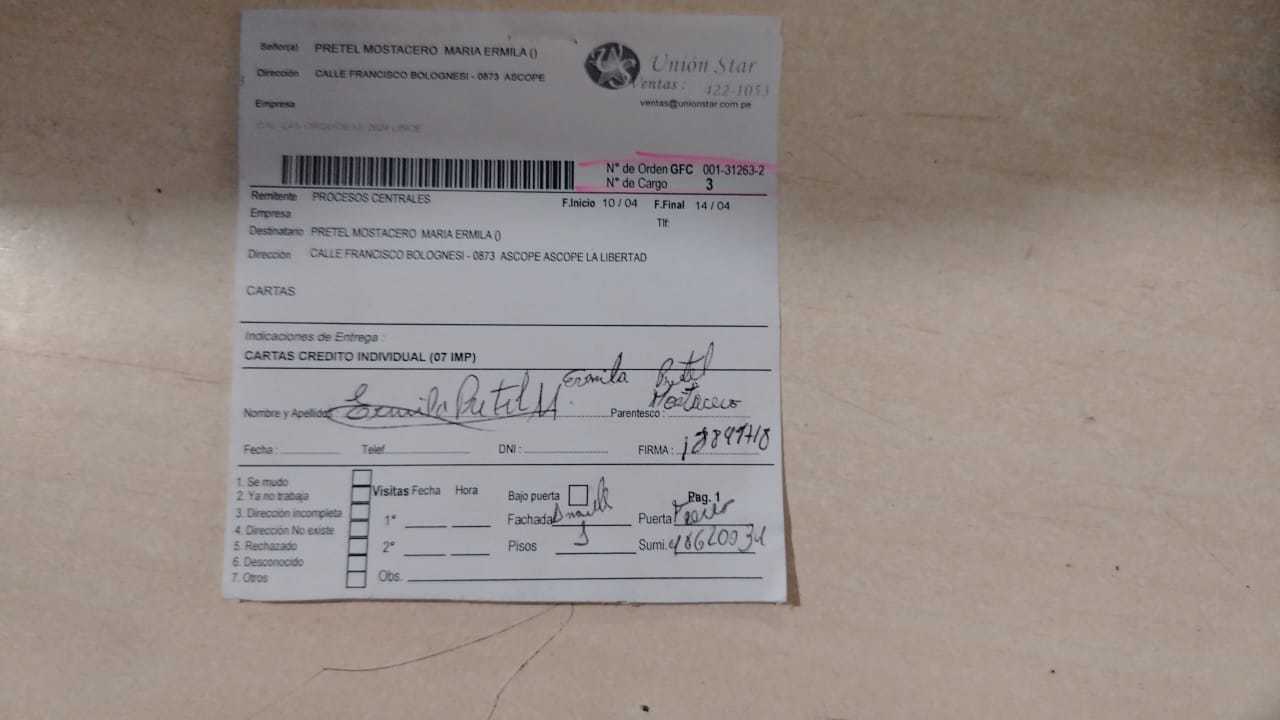 Señor(a) PRETEL MOSTACERO MARIA ERMILA ()
Dirección CALLE FRANCISCO BOLOGNESI - 0873 ASCOPE
Empresa
Unión Star
Ventas: 422-1053
ventas@unionstar.com.pe
N° de Orden GFC 001-31263-2
N° de Cargo 3
Remitente PROCESOS CENTRALES
F.Inicio 10 / 04 F.Final 14 / 04
Empresa
Tlf:
Destinatario PRETEL MOSTACERO MARIA ERMILA ()
Dirección CALLE FRANCISCO BOLOGNESI - 0873 ASCOPE ASCOPE LA LIBERTAD
CARTAS
Indicaciones de Entrega :
CARTAS CREDITO INDIVIDUAL (07 IMP)
Ermila Pretel
Nombre y Apellido Ermila Pretel M. Parentesco : Mostacero
Fecha : Telef DNI : FIRMA :
1. Se mudo
2. Ya no trabaja
3. Dirección incompleta
4. Dirección No existe
5. Rechazado
6. Desconocido
7. Otros
Visitas Fecha Hora
1°
2°
Obs.
Bajo puerta Pag. 1
Fachada Puerta
Pisos 1 Sumi.